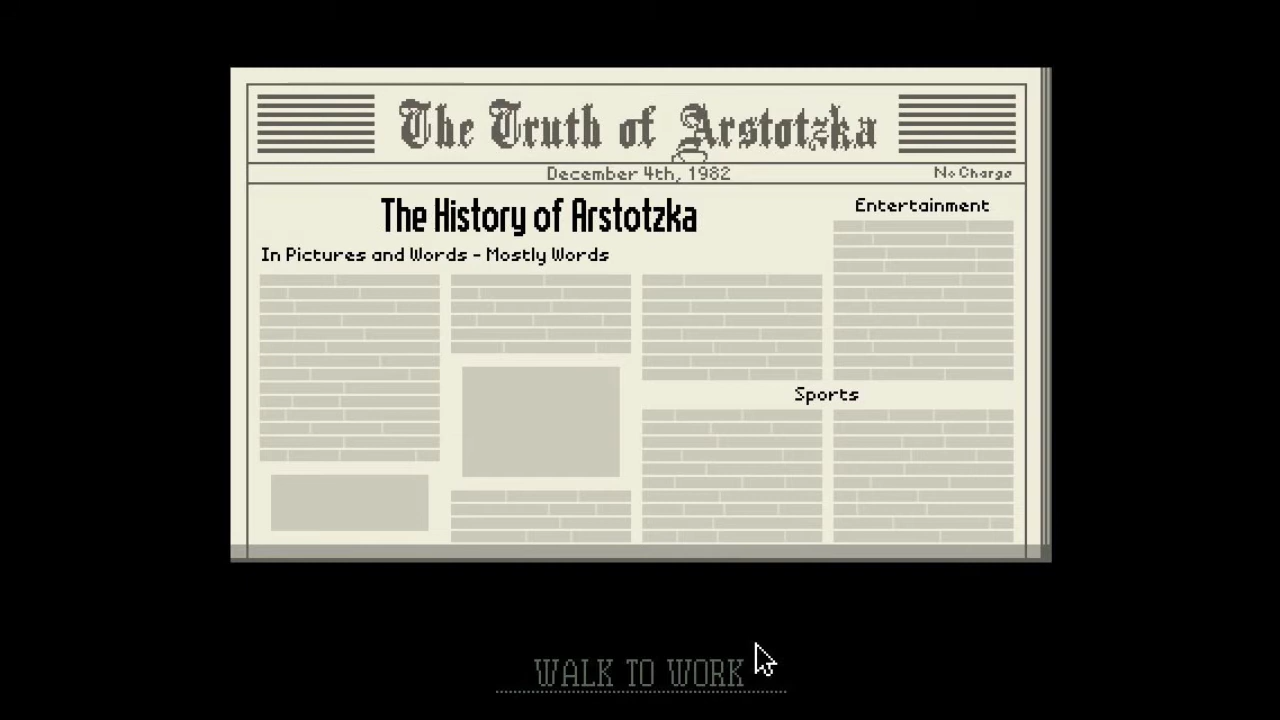 The Truth of Arstotzka
December 4th, 1982
No Charge
The History of Arstotzka
In Pictures and Words - Mostly Words
Entertainment
Sports
WALK TO WORK